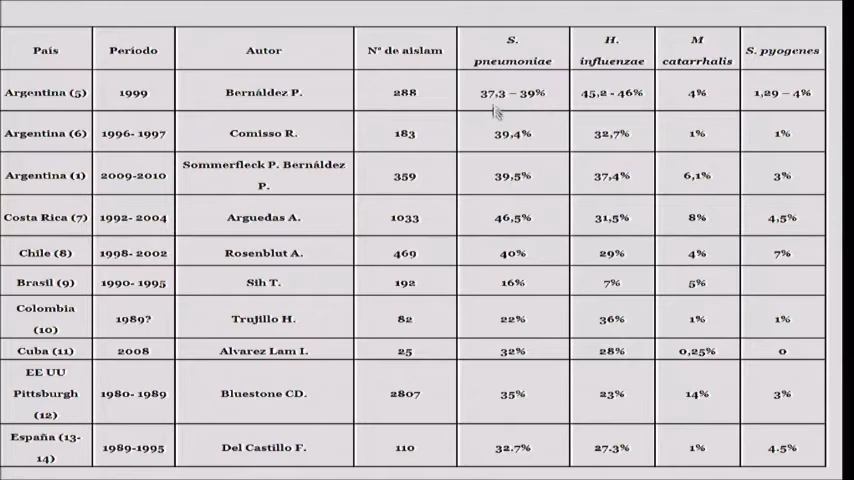 País Período Autor Nº de aislam S. pneumoniae H. influenzae M catarrhalis S. pyogenes
Argentina (5) 1999 Bernáldez P. 288 37,3 – 39% 45,2 - 46% 4% 1,29 – 4%
Argentina (6) 1996- 1997 Comisso R. 183 39,4% 32,7% 1% 1%
Argentina (1) 2009-2010 Sommerfleck P. Bernáldez P. 359 39,5% 37,4% 6,1% 3%
Costa Rica (7) 1992- 2004 Arguedas A. 1033 46,5% 31,5% 8% 4,5%
Chile (8) 1998- 2002 Rosenblut A. 469 40% 29% 4% 7%
Brasil (9) 1990- 1995 Sih T. 192 16% 7% 5%
Colombia (10) 1989? Trujillo H. 82 22% 36% 1% 1%
Cuba (11) 2008 Alvarez Lam I. 25 32% 28% 0,25% 0
EE UU Pittsburgh (12) 1980- 1989 Bluestone CD. 2807 35% 23% 14% 3%
España (13-14) 1989-1995 Del Castillo F. 110 32.7% 27.3% 1% 4.5%